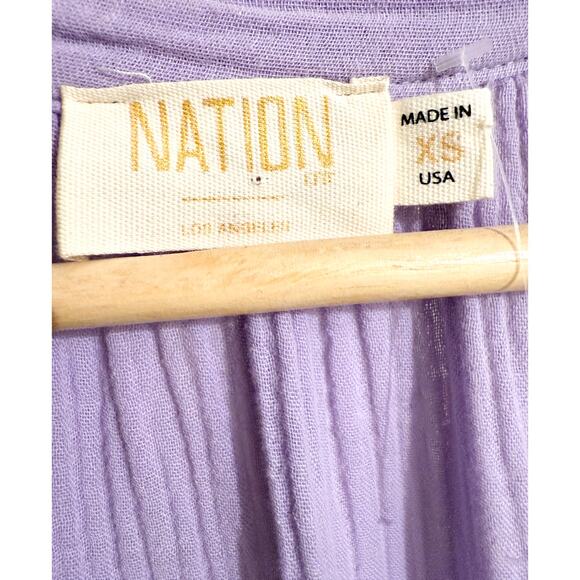 NATION
LTD
LOS ANGELES
MADE IN
XS
USA